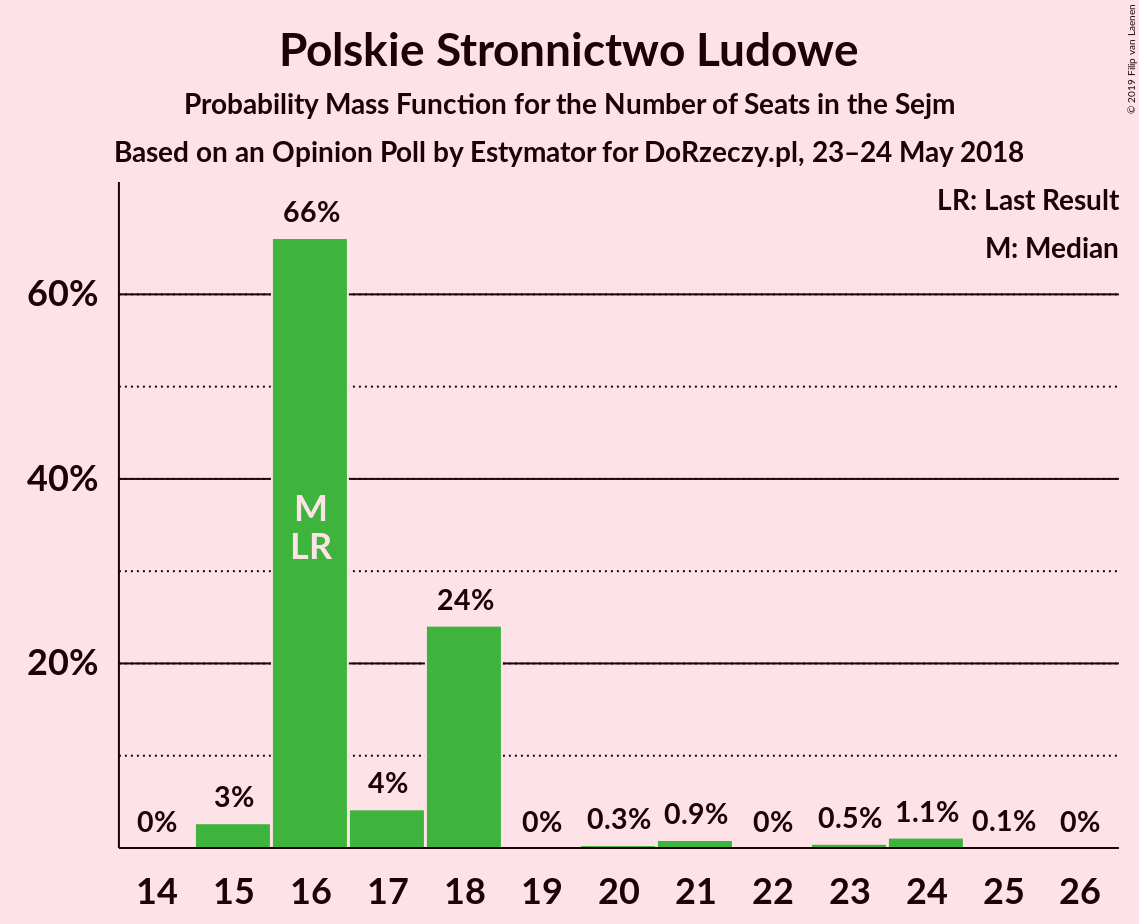 Polskie Stronnictwo Ludowe
Probability Mass Function for the Number of Seats in the Sejm
Based on an Opinion Poll by Estymator for DoRzeczy.pl, 23–24 May 2018
© 2019 Filip van Laenen
LR: Last Result
M: Median
60%
40%
20%
0%
3%
66%
4%
24%
0%
0.3%
0.9%
0%
0.5%
1.1%
0.1%
0%
M
LR
14 15 16 17 18 19 20 21 22 23 24 25 26